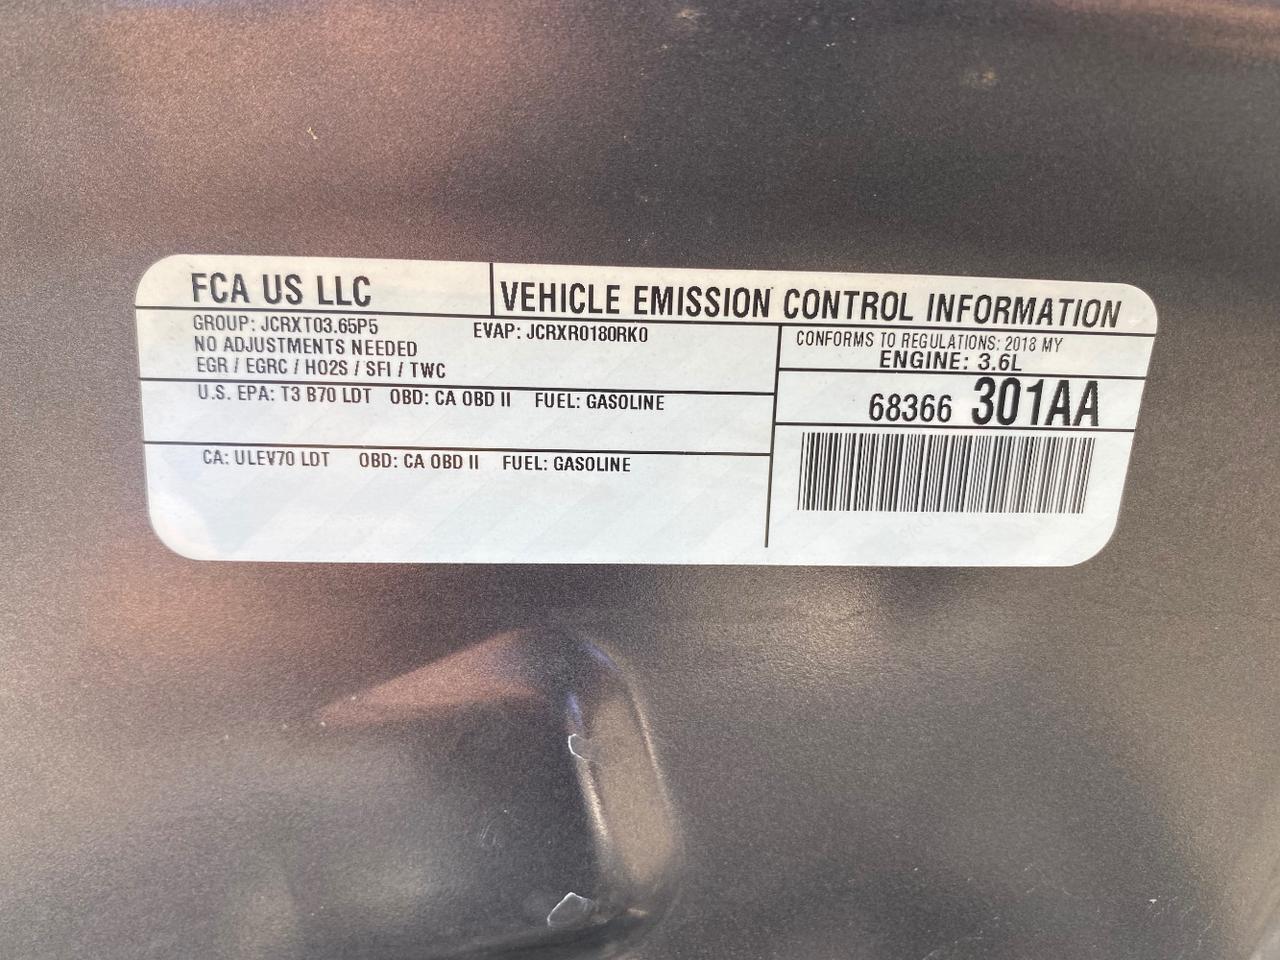 FCA US LLC
VEHICLE EMISSION CONTROL INFORMATION
GROUP: JCRXT03.65P5
EVAP: JCRXR0180RK0
NO ADJUSTMENTS NEEDED
EGR / EGRC / HO2S / SFI / TWC
CONFORMS TO REGULATIONS: 2018 MY
ENGINE: 3.6L
U.S. EPA: T3 B70 LDT OBD: CA OBD II FUEL: GASOLINE
68366 301AA
CA: ULEV70 LDT OBD: CA OBD II FUEL: GASOLINE